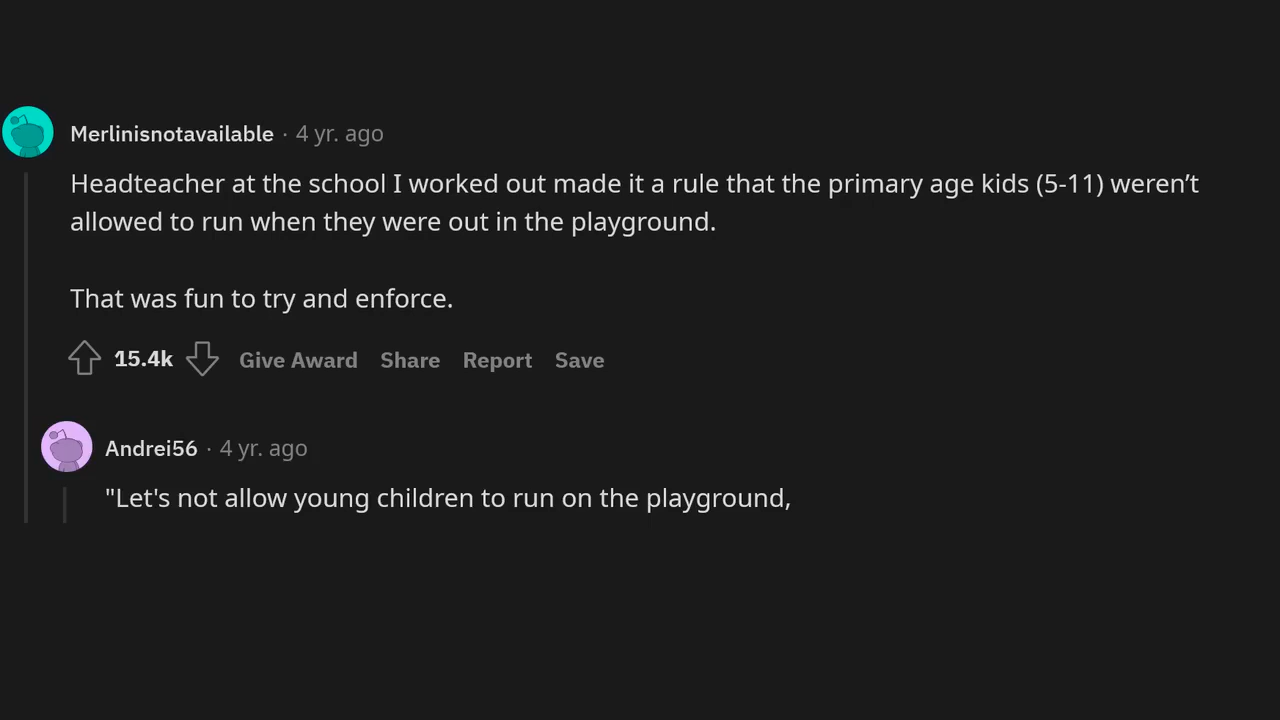 Merlinisnotavailable · 4 yr. ago
Headteacher at the school I worked out made it a rule that the primary age kids (5-11) weren’t
allowed to run when they were out in the playground.
That was fun to try and enforce.
15.4k Give Award Share Report Save
Andrei56 · 4 yr. ago
"Let's not allow young children to run on the playground,